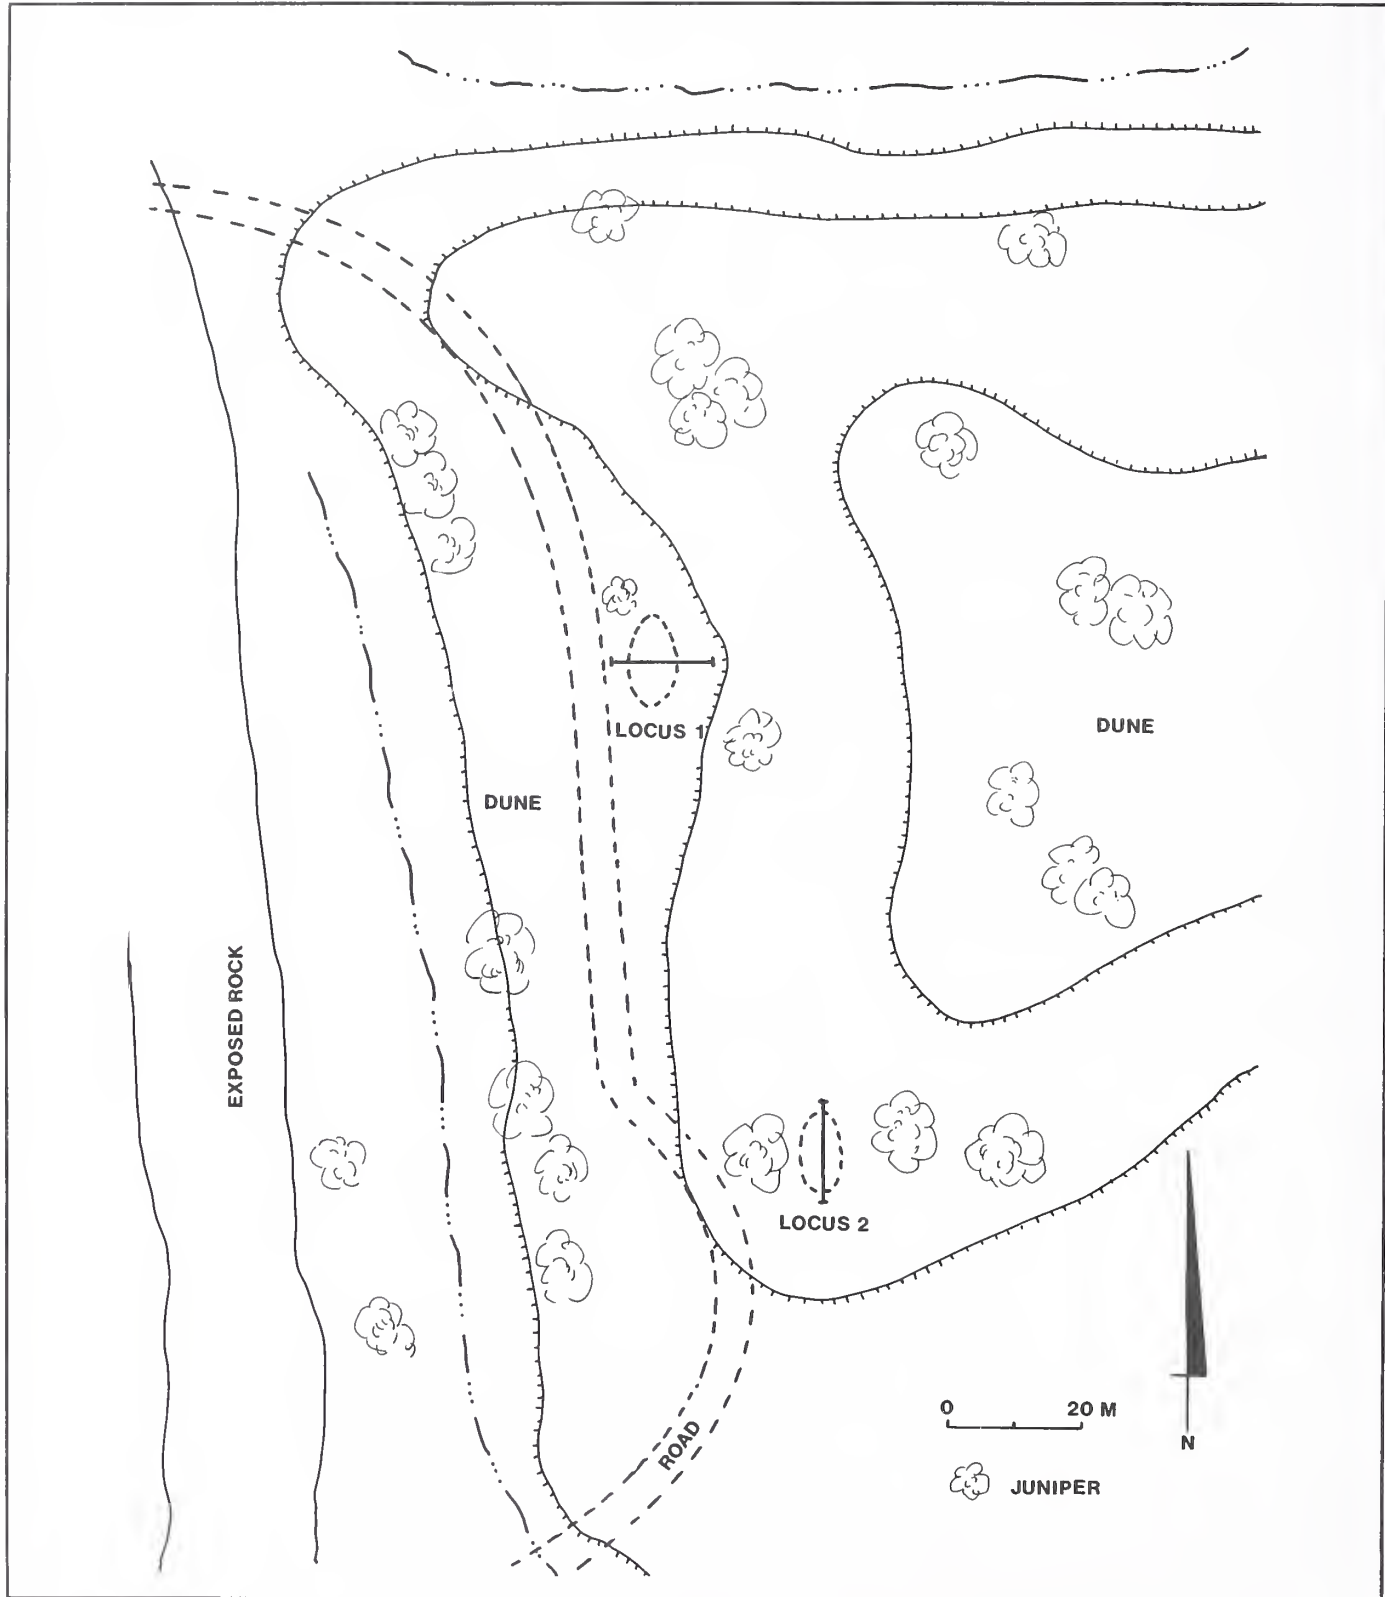 LOCUS 1
DUNE
DUNE
EXPOSED ROCK
LOCUS 2
ROAD
0 20 M
N
JUNIPER